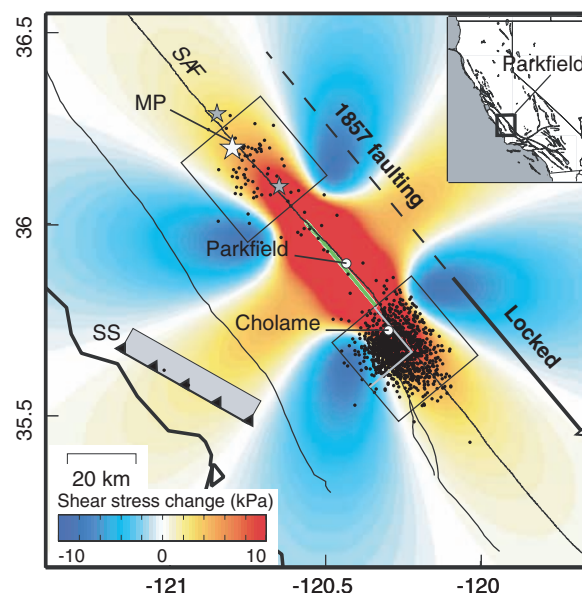 36.5
SAF
Parkfield
MP
1857 faulting
36
Parkfield
Cholame
Locked
SS
35.5
20 km
Shear stress change (kPa)
-10 0 10
-121 -120.5 -120